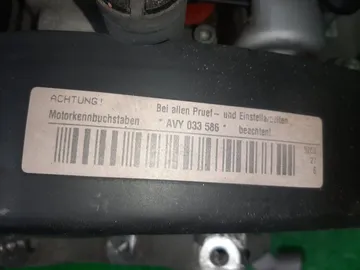 ACHTUNG! Bei allen Pruef- und Einstellarbeiten
Motorkennbuchstaben * AVY 033 586 * beachten!